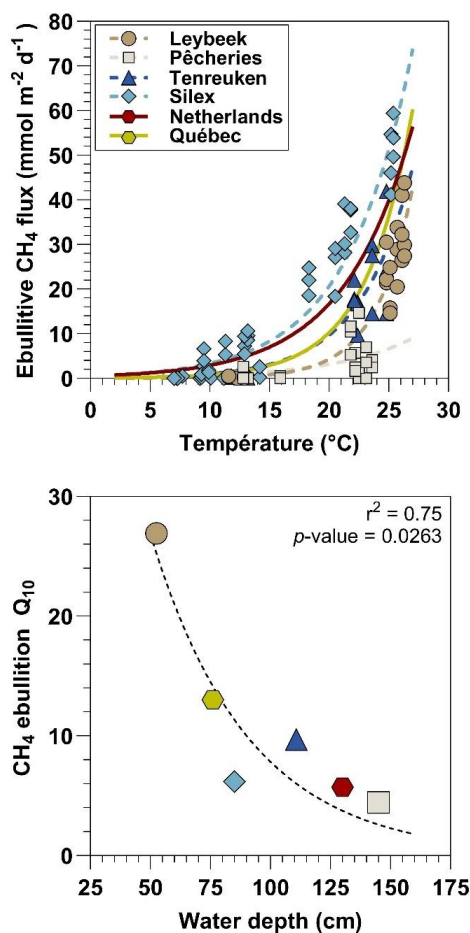 80
70
60
50
40
30
20
10
0
Ebullitive CH4 flux (mmol m-2 d-1)
Leybeek
Pêcheries
Tenreuken
Silex
Netherlands
Québec
0 5 10 15 20 25 30
Température (°C)
30
20
10
0
CH4 ebullition Q10
r2 = 0.75
p-value = 0.0263
25 50 75 100 125 150 175
Water depth (cm)